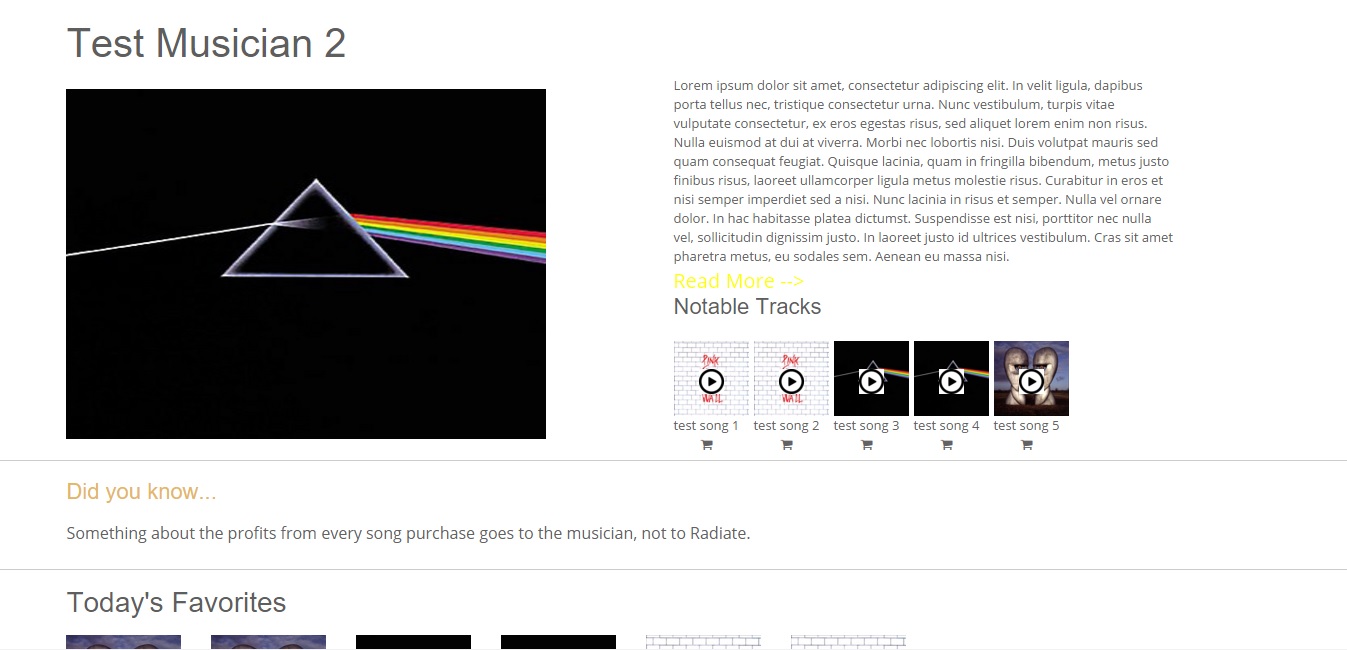 Test Musician 2
Lorem ipsum dolor sit amet, consectetur adipiscing elit. In velit ligula, dapibus
porta tellus nec, tristique consectetur urna. Nunc vestibulum, turpis vitae
vulputate consectetur, ex eros egestas risus, sed aliquet lorem enim non risus.
Nulla euismod at dui at viverra. Morbi nec lobortis nisi. Duis volutpat mauris sed
quam consequat feugiat. Quisque lacinia, quam in fringilla bibendum, metus justo
finibus risus, laoreet ullamcorper ligula metus molestie risus. Curabitur in eros et
nisi semper imperdiet sed a nisi. Nunc lacinia in risus et semper. Nulla vel ornare
dolor. In hac habitasse platea dictumst. Suspendisse est nisi, porttitor nec nulla
vel, sollicitudin dignissim justo. In laoreet justo id ultrices vestibulum. Cras sit amet
pharetra metus, eu sodales sem. Aenean eu massa nisi.
Read More -->
Notable Tracks
PINK PINK
WALL WALL
test song 1 test song 2 test song 3 test song 4 test song 5
Did you know...
Something about the profits from every song purchase goes to the musician, not to Radiate.
Today's Favorites